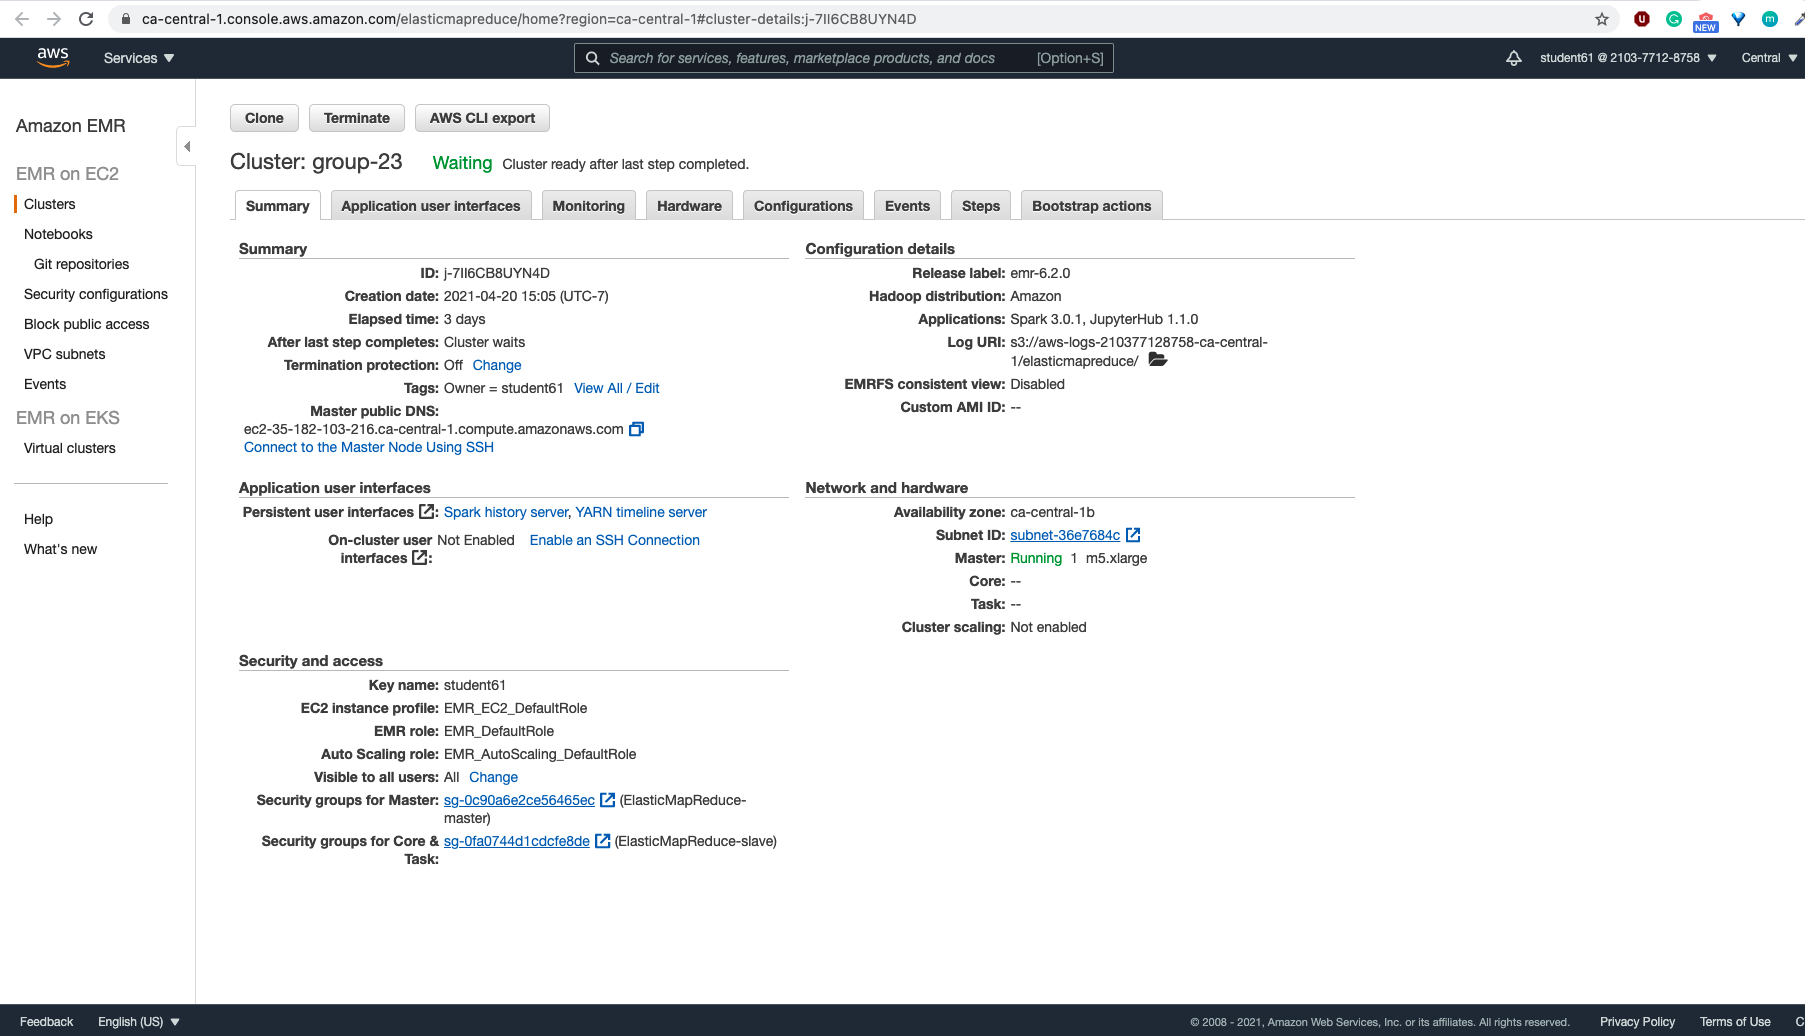 ca-central-1.console.aws.amazon.com/elasticmapreduce/home?region=ca-central-1#cluster-details:j-7II6CB8UYN4D
NEW
aws
Services
Search for services, features, marketplace products, and docs [Option+S]
student61 @ 2103-7712-8758
Central
Amazon EMR
EMR on EC2
Clusters
Notebooks
Git repositories
Security configurations
Block public access
VPC subnets
Events
EMR on EKS
Virtual clusters
Help
What's new
Clone Terminate AWS CLI export
Cluster: group-23 Waiting Cluster ready after last step completed.
Summary Application user interfaces Monitoring Hardware Configurations Events Steps Bootstrap actions
Summary
ID: j-7II6CB8UYN4D
Creation date: 2021-04-20 15:05 (UTC-7)
Elapsed time: 3 days
After last step completes: Cluster waits
Termination protection: Off Change
Tags: Owner = student61 View All / Edit
Master public DNS:
ec2-35-182-103-216.ca-central-1.compute.amazonaws.com
Connect to the Master Node Using SSH
Configuration details
Release label: emr-6.2.0
Hadoop distribution: Amazon
Applications: Spark 3.0.1, JupyterHub 1.1.0
Log URI: s3://aws-logs-210377128758-ca-central-
1/elasticmapreduce/
EMRFS consistent view: Disabled
Custom AMI ID: --
Application user interfaces
Persistent user interfaces : Spark history server, YARN timeline server
On-cluster user Not Enabled Enable an SSH Connection
interfaces :
Network and hardware
Availability zone: ca-central-1b
Subnet ID: subnet-36e7684c
Master: Running 1 m5.xlarge
Core: --
Task: --
Cluster scaling: Not enabled
Security and access
Key name: student61
EC2 instance profile: EMR_EC2_DefaultRole
EMR role: EMR_DefaultRole
Auto Scaling role: EMR_AutoScaling_DefaultRole
Visible to all users: All Change
Security groups for Master: sg-0c90a6e2ce56465ec (ElasticMapReduce-
master)
Security groups for Core & sg-0fa0744d1cdcfe8de (ElasticMapReduce-slave)
Task:
Feedback English (US)
© 2008 - 2021, Amazon Web Services, Inc. or its affiliates. All rights reserved. Privacy Policy Terms of Use C